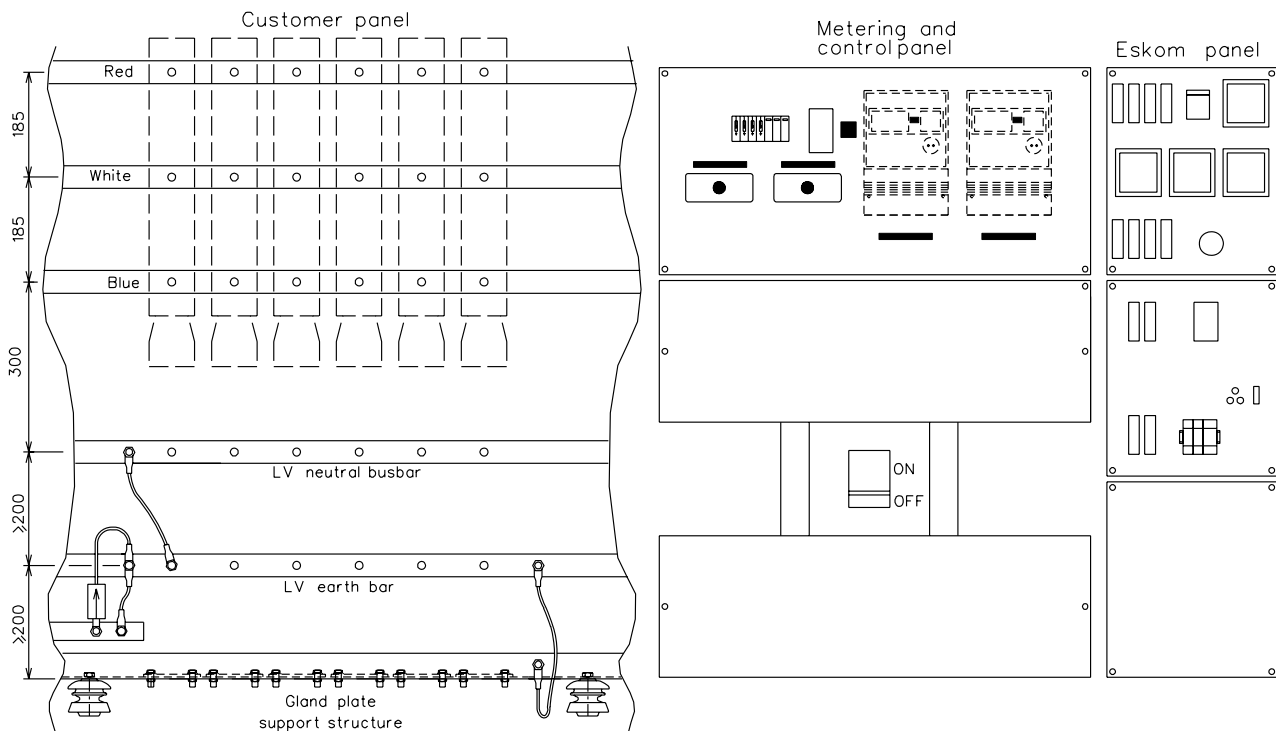 Customer panel
Red
White
Blue
185
185
300
≥200
≥200
LV neutral busbar
LV earth bar
Gland plate
support structure
Metering and
control panel
ON
OFF
Eskom panel